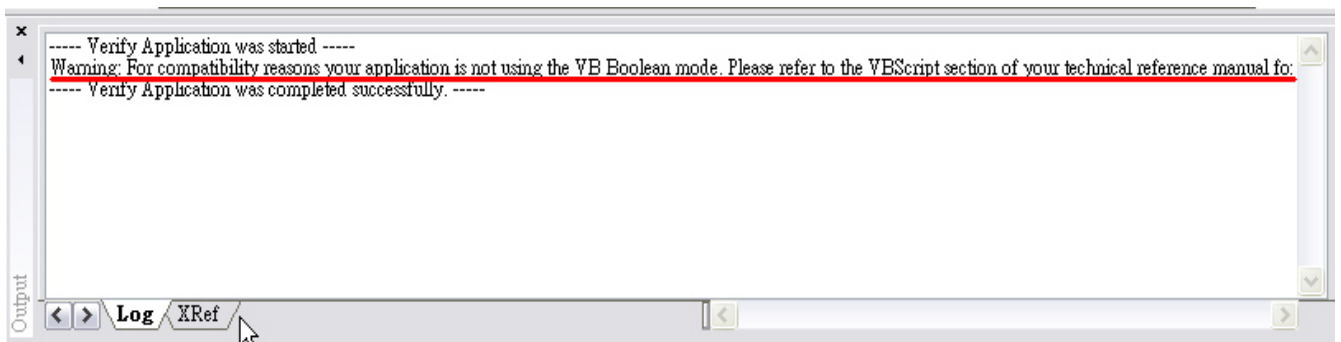 ----- Verify Application was started -----
Warning: For compatibility reasons your application is not using the VB Boolean mode. Please refer to the VBScript section of your technical reference manual fo
----- Verify Application was completed successfully. -----
Output
Log
XRef